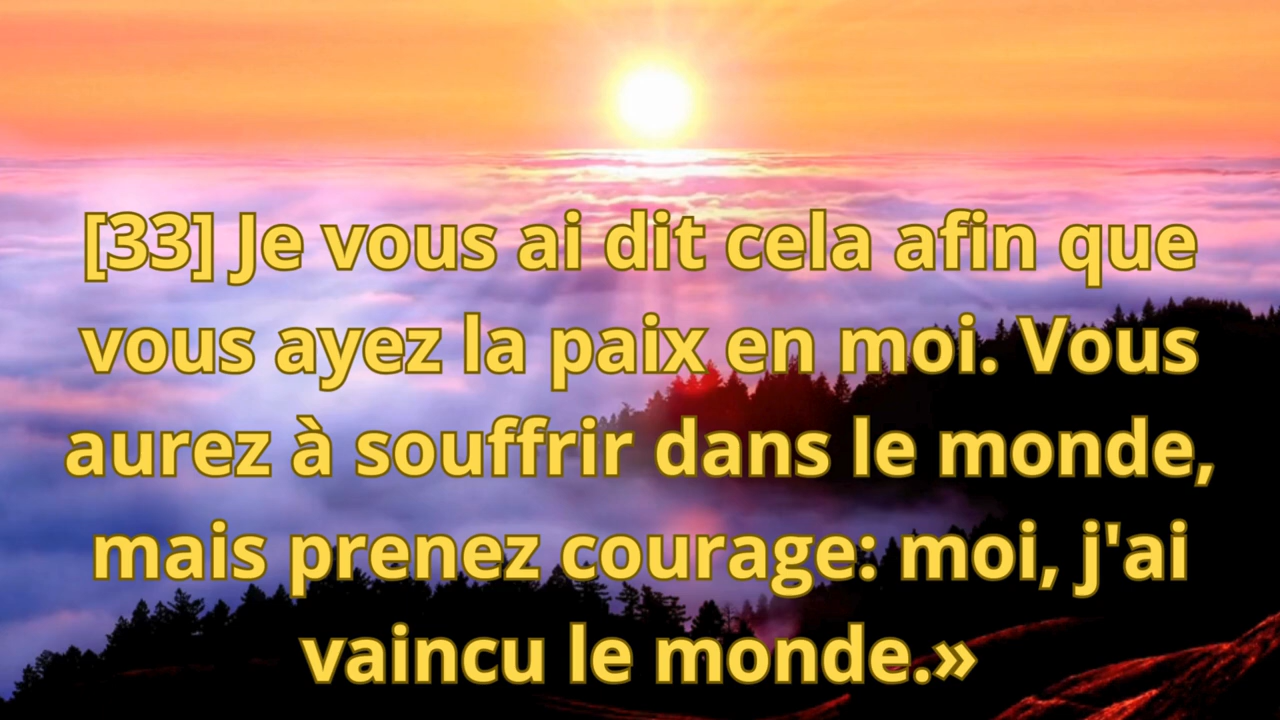 [33] Je vous ai dit cela afin que
vous ayez la paix en moi. Vous
aurez à souffrir dans le monde,
mais prenez courage: moi, j'ai
vaincu le monde.»